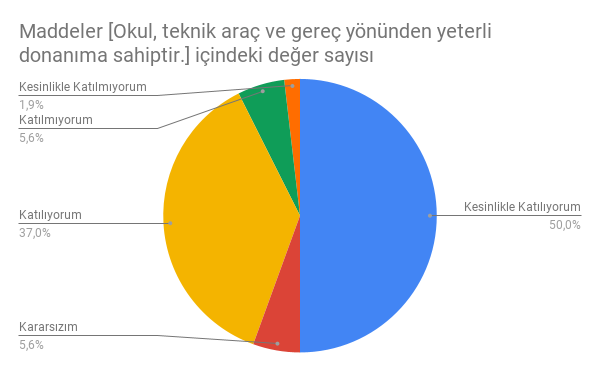 Maddeler [Okul, teknik araç ve gereç yönünden yeterli
donanıma sahiptir.] içindeki değer sayısı
Kesinlikle Katılmıyorum
1,9%
Katılmıyorum
5,6%
Katılıyorum
37,0%
Kararsızım
5,6%
Kesinlikle Katılıyorum
50,0%